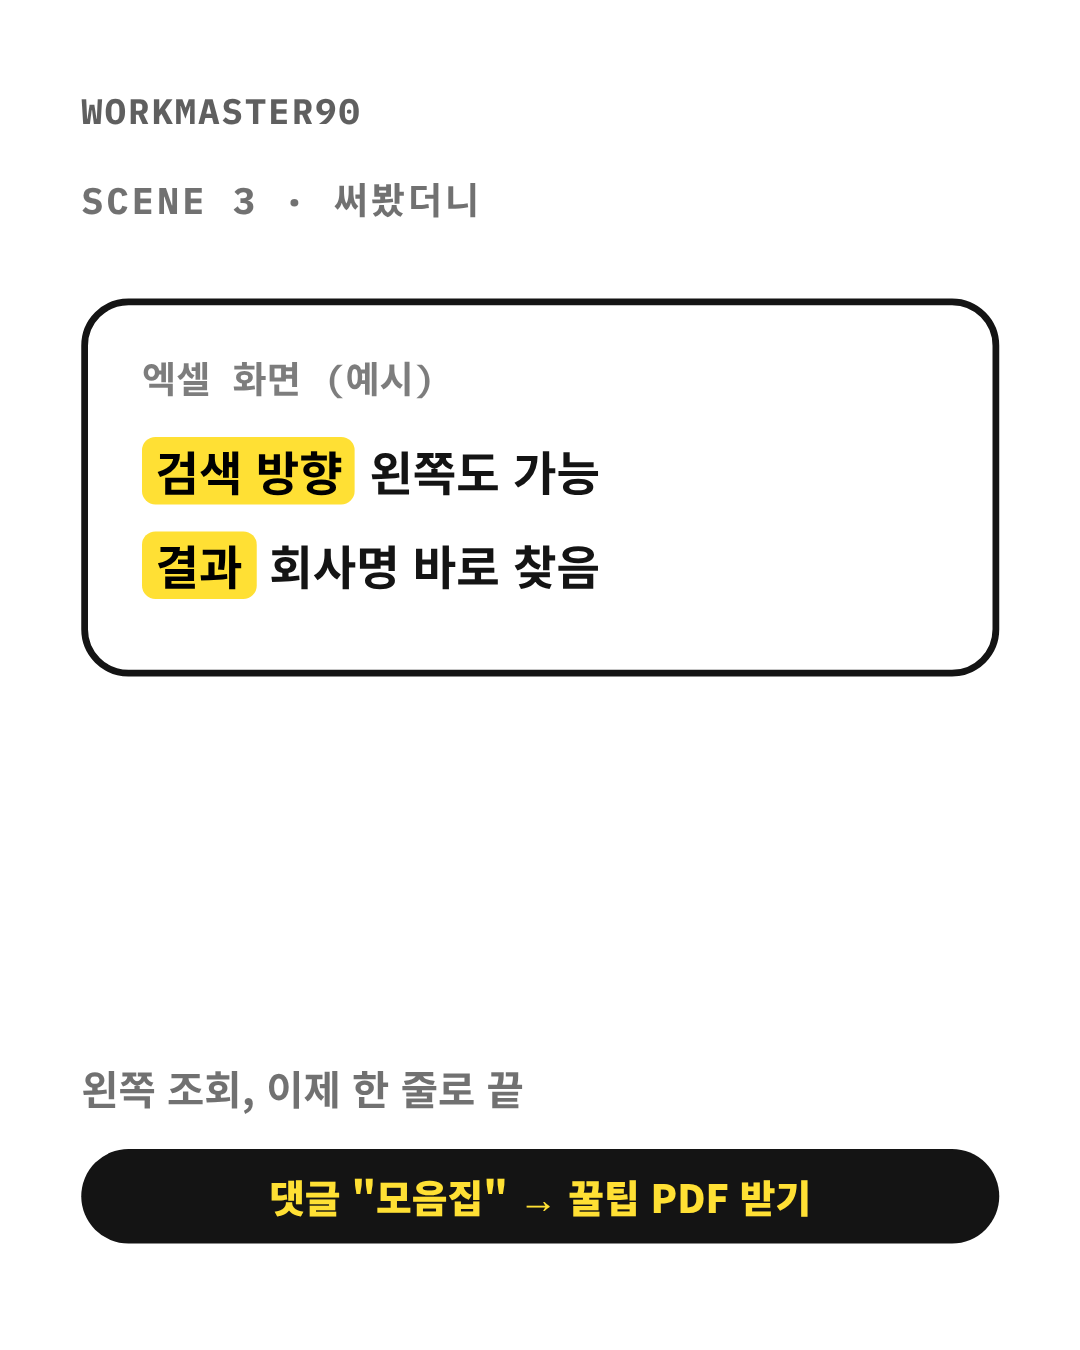 WORKMASTER90
SCENE 3 · 써봤더니
엑셀 화면 (예시)
검색 방향 왼쪽도 가능
결과 회사명 바로 찾음
왼쪽 조회, 이제 한 줄로 끝
댓글 "모음집" → 꿀팁 PDF 받기